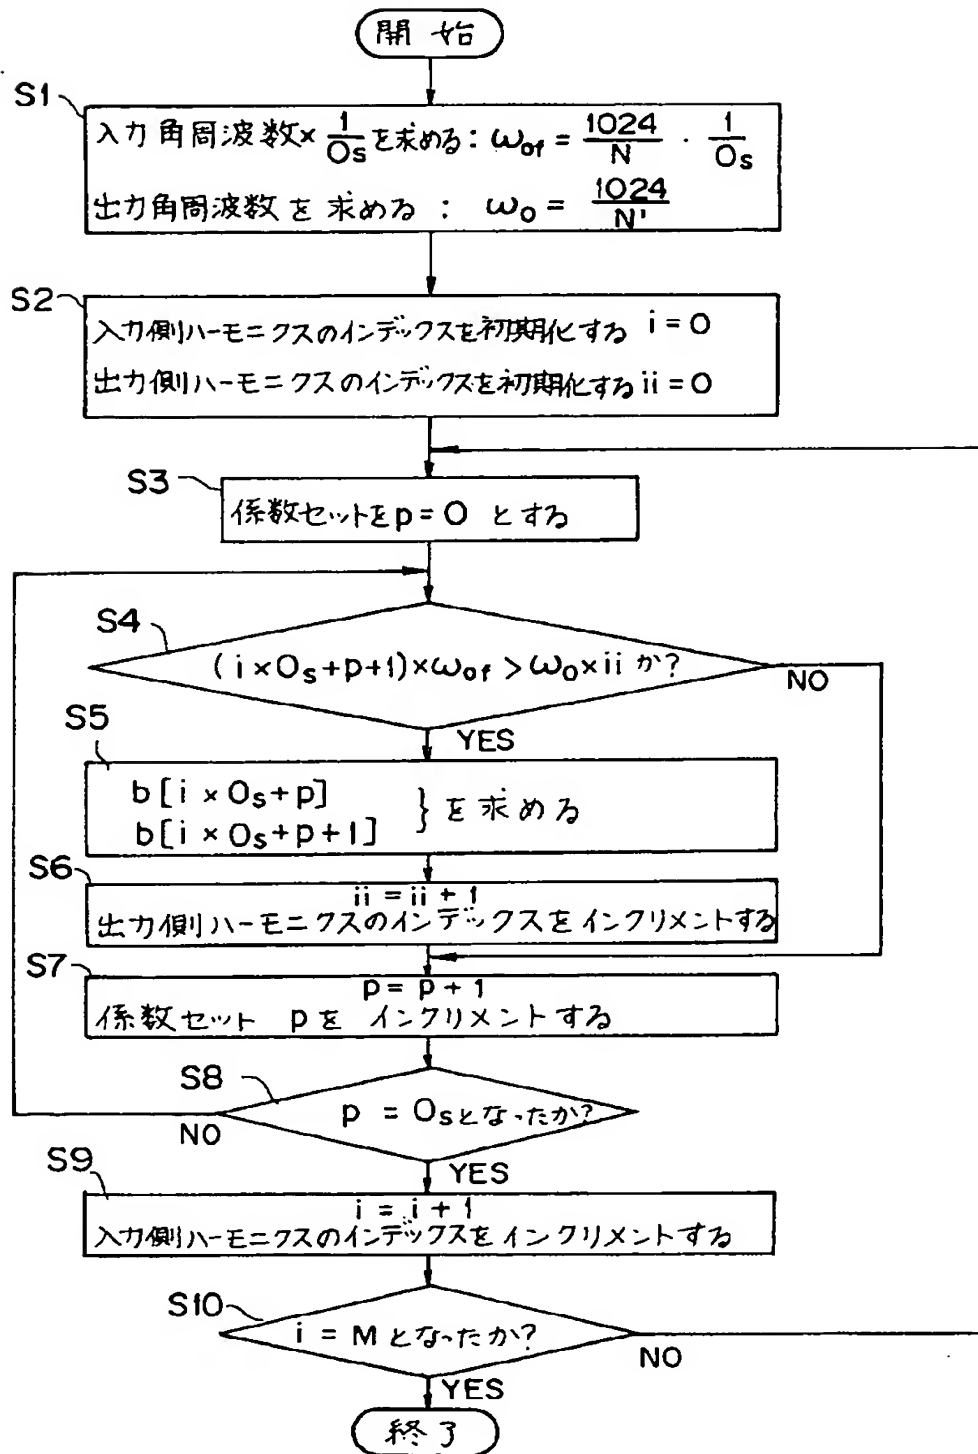 開始
S1
入力角周波数×1/Os を求める: ωof = 1024/N · 1/Os
出力角周波数を求める : ωo = 1024/N'
S2
入力側ハーモニクスのインデックスを初期化する i = 0
出力側ハーモニクスのインデックスを初期化する ii = 0
S3
係数セットを p = 0 とする
S4
(i × Os + p + 1) × ωof > ωo × ii か?
NO
YES
S5
b [i × Os + p]
b [i × Os + p + 1]
} を求める
S6
ii = ii + 1
出力側ハーモニクスのインデックスをインクリメントする
S7
p = p + 1
係数セット p を インクリメントする
S8
p = Os となったか?
NO
YES
S9
i = i + 1
入力側ハーモニクスのインデックスをインクリメントする
S10
i = M となったか?
NO
YES
終了